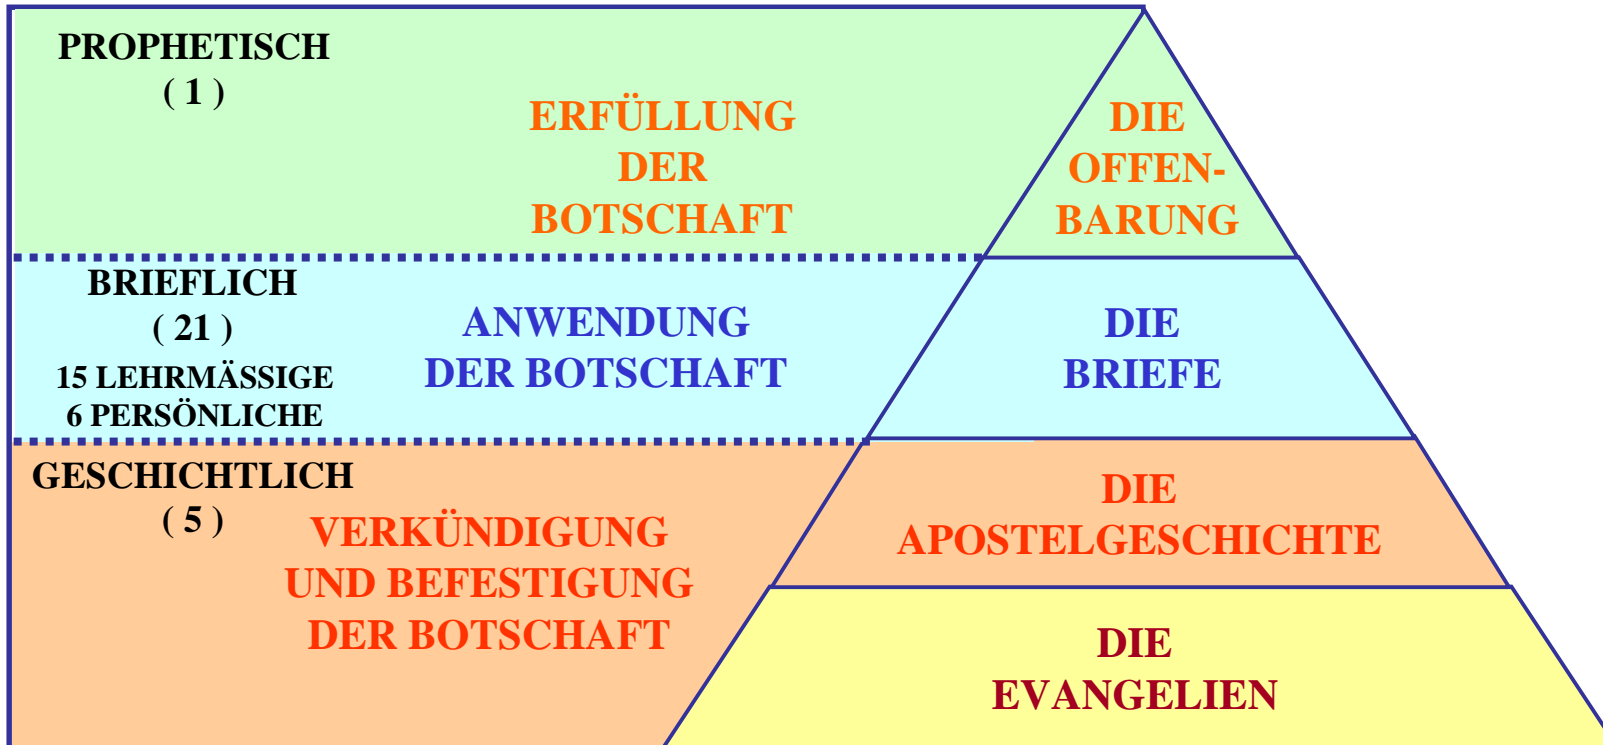 PROPHETISCH
( 1 )
ERFÜLLUNG
DER
BOTSCHAFT
DIE
OFFEN-
BARUNG
BRIEFLICH
( 21 )
15 LEHRMÄSSIGE
6 PERSÖNLICHE
ANWENDUNG
DER BOTSCHAFT
DIE
BRIEFE
GESCHICHTLICH
( 5 )
VERKÜNDIGUNG
UND BEFESTIGUNG
DER BOTSCHAFT
DIE
APOSTELGESCHICHTE
DIE
EVANGELIEN